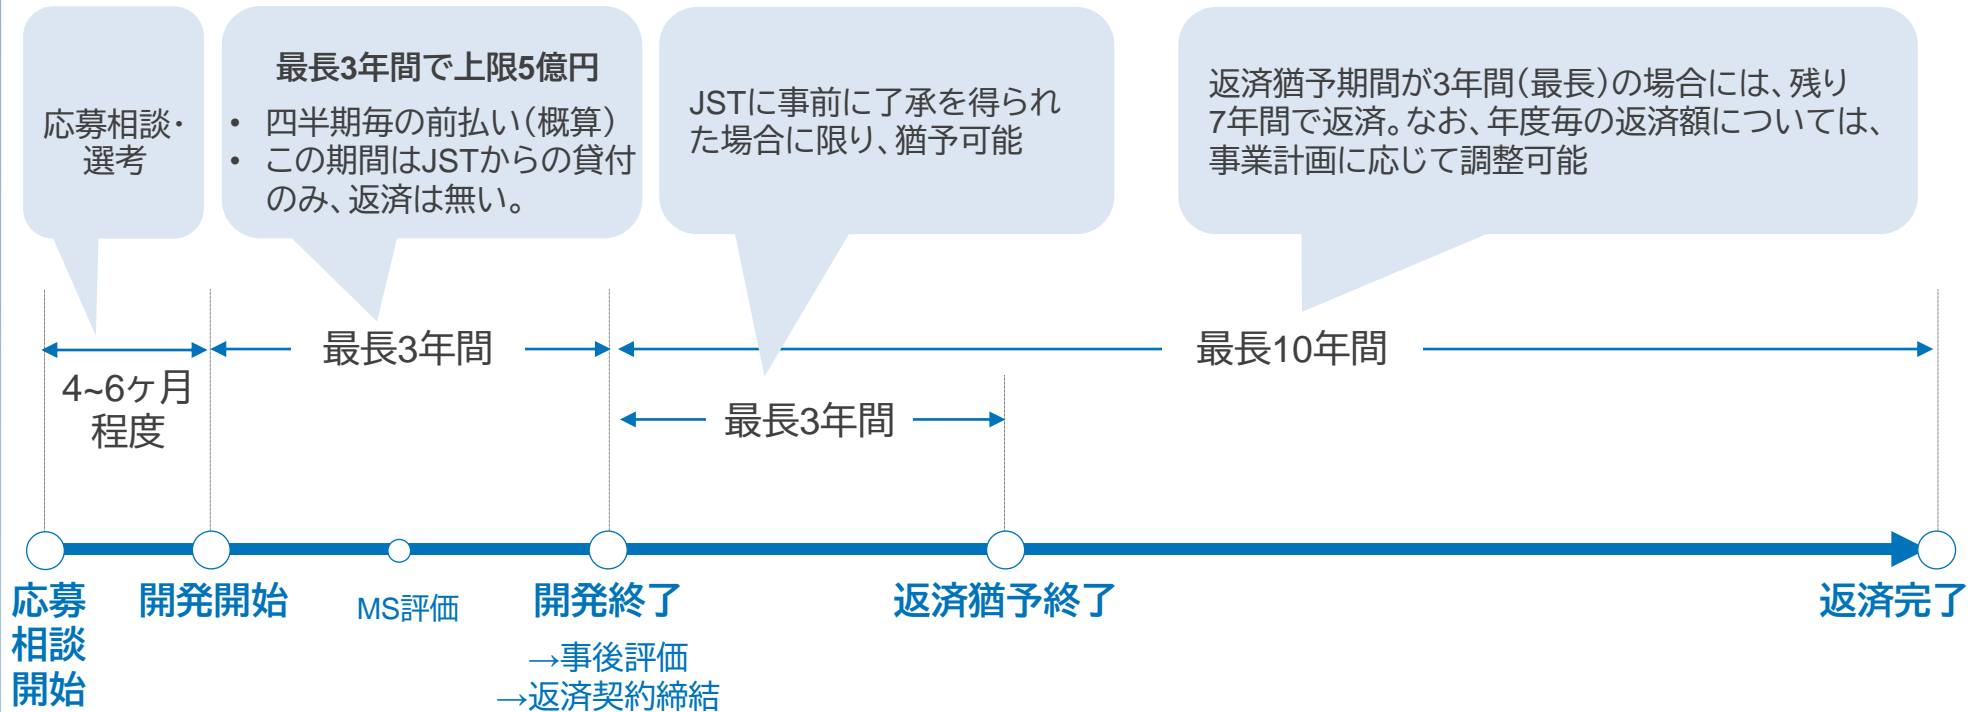 応募相談・
選考
最長3年間で上限5億円
• 四半期毎の前払い（概算）
• この期間はJSTからの貸付
のみ、返済は無い。
JSTに事前に了承を得られ
た場合に限り、猶予可能
返済猶予期間が3年間（最長）の場合には、残り
7年間で返済。なお、年度毎の返済額については、
事業計画に応じて調整可能
4~6ヶ月
程度
最長3年間
最長10年間
最長3年間
応募
相談
開始
開発開始
MS評価
開発終了
→事後評価
→返済契約締結
返済猶予終了
返済完了